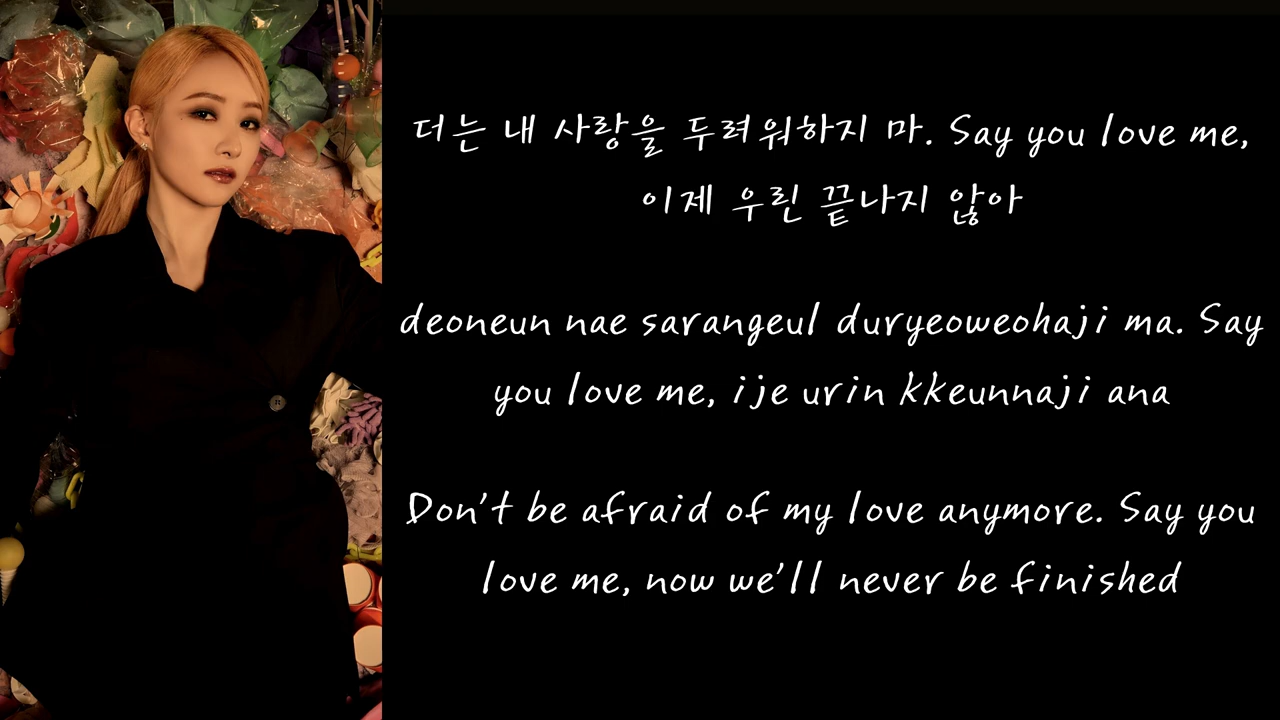 더는 내 사랑을 두려워하지 마. Say you love me,
이제 우린 끝나지 않아
deoneun nae sarangeul duryeoweohaji ma. Say
you love me, ije urin kkeunnaji ana
Don't be afraid of my love anymore. Say you
love me, now we'll never be finished